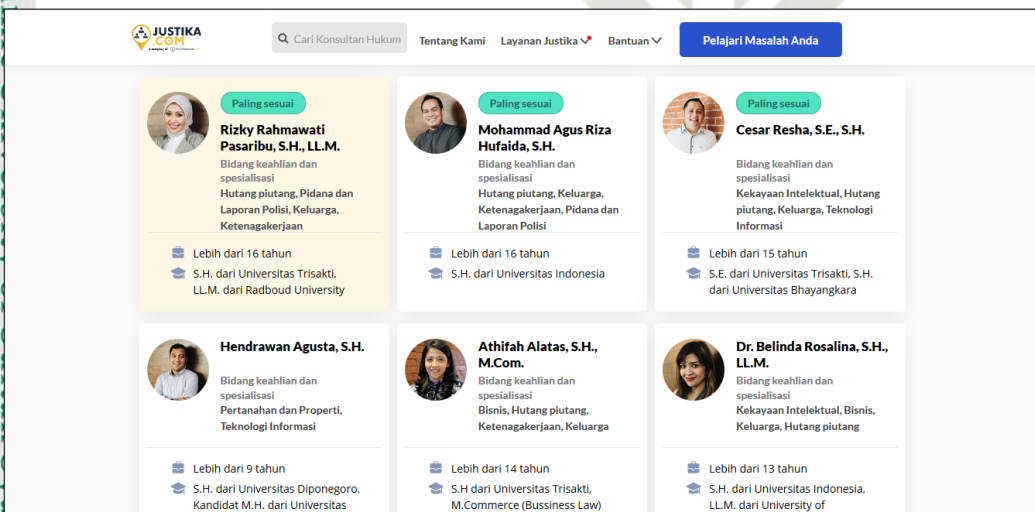 JUSTIKA
.COM
Cari Konsultan Hukum
Tentang Kami
Layanan Justika
Bantuan
Pelajari Masalah Anda
Paling sesuai
Rizky Rahmawati
Pasaribu, S.H., LL.M.
Bidang keahlian dan
spesialisasi
Hutang piutang, Pidana dan
Laporan Polisi, Keluarga,
Ketenagakerjaan
Lebih dari 16 tahun
S.H. dari Universitas Trisakti,
LL.M. dari Radboud University
Paling sesuai
Mohammad Agus Riza
Hufaida, S.H.
Bidang keahlian dan
spesialisasi
Hutang piutang, Keluarga,
Ketenagakerjaan, Pidana dan
Laporan Polisi
Lebih dari 16 tahun
S.H. dari Universitas Indonesia
Paling sesuai
Cesar Resha, S.E., S.H.
Bidang keahlian dan
spesialisasi
Kekayaan Intelektual, Hutang
piutang, Keluarga, Teknologi
Informasi
Lebih dari 15 tahun
S.E. dari Universitas Trisakti, S.H.
dari Universitas Bhayangkara
Hendrawan Agusta, S.H.
Bidang keahlian dan
spesialisasi
Pertanahan dan Properti,
Teknologi Informasi
Lebih dari 9 tahun
S.H. dari Universitas Diponegoro,
Kandidat M.H. dari Universitas
Athifah Alatas, S.H.,
M.Com.
Bidang keahlian dan
spesialisasi
Bisnis, Hutang piutang,
Ketenagakerjaan, Keluarga
Lebih dari 14 tahun
S.H dari Universitas Trisakti,
M.Commerce (Bussiness Law)
Dr. Belinda Rosalina, S.H.,
LL.M.
Bidang keahlian dan
spesialisasi
Kekayaan Intelektual, Bisnis,
Keluarga, Hutang piutang
Lebih dari 13 tahun
S.H. dari Universitas Indonesia,
LL.M. dari University of